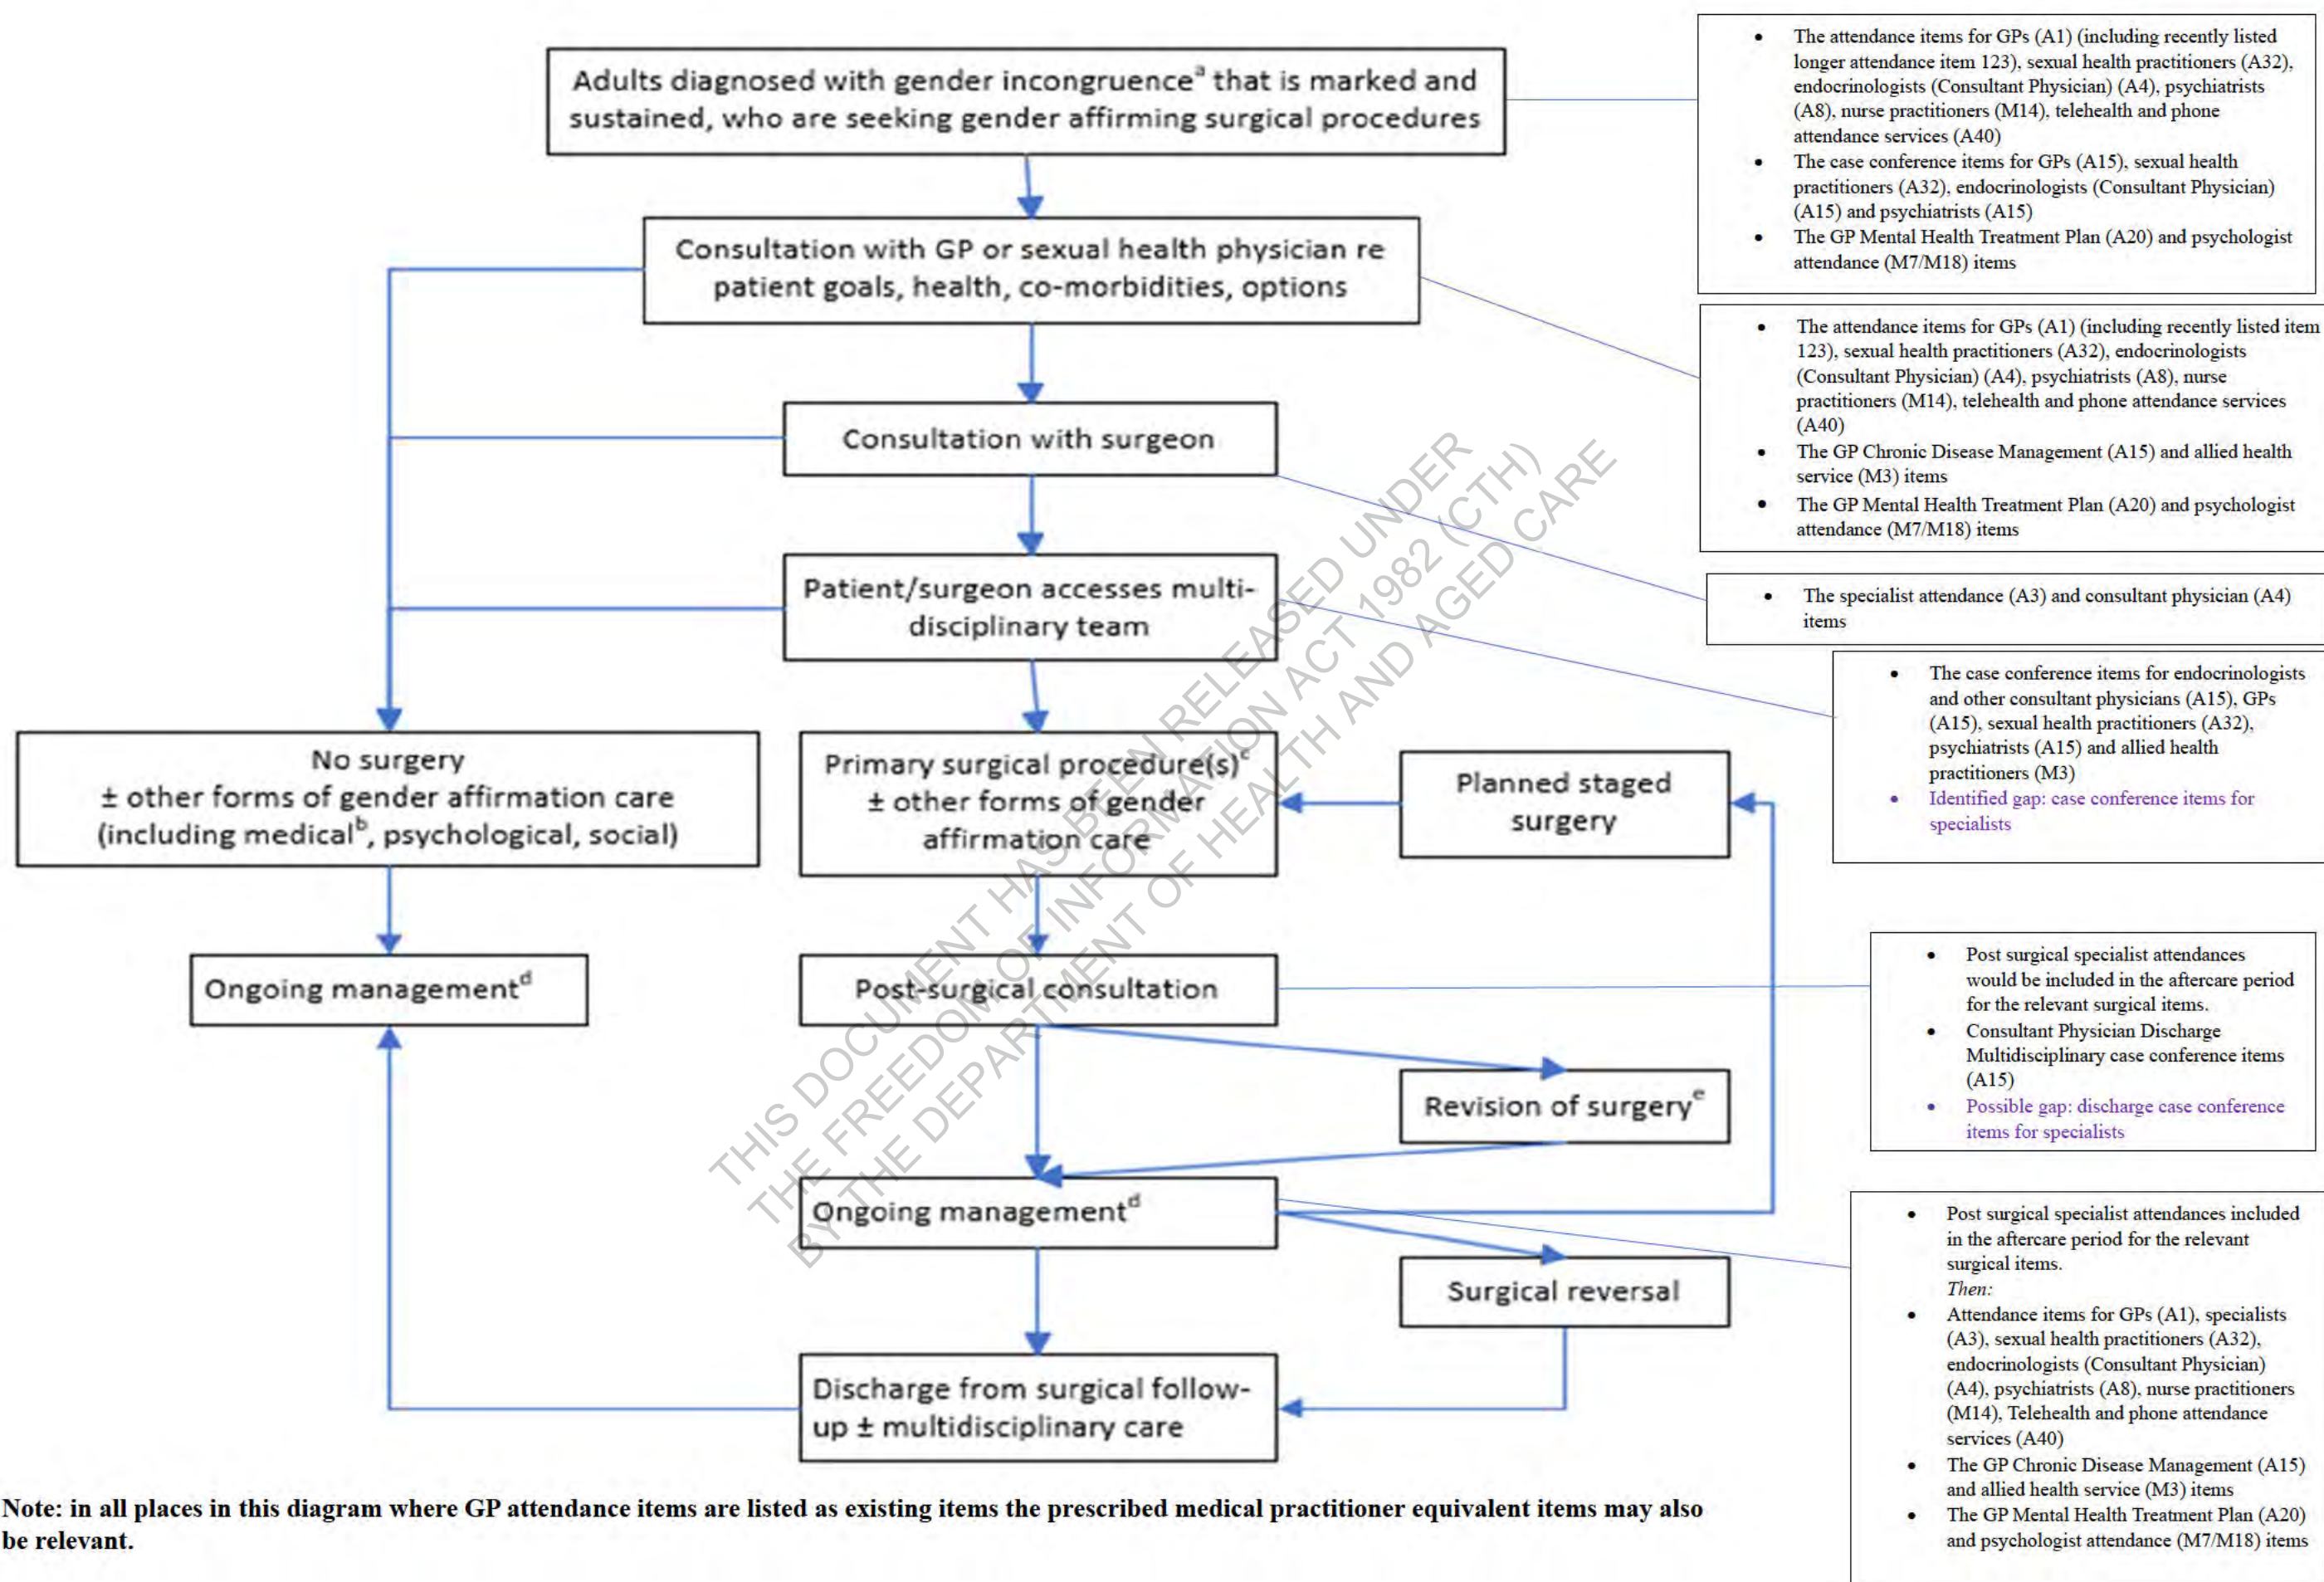 Adults diagnosed with gender incongruenceᵃ that is marked and
sustained, who are seeking gender affirming surgical procedures
Consultation with GP or sexual health physician re
patient goals, health, co-morbidities, options
Consultation with surgeon
Patient/surgeon accesses multi-
disciplinary team
No surgery
± other forms of gender affirmation care
(including medicalᵇ, psychological, social)
Primary surgical procedure(s)ᶜ
± other forms of gender
affirmation care
Planned staged
surgery
Ongoing managementᵈ
Post-surgical consultation
Revision of surgeryᵉ
Ongoing managementᵈ
Surgical reversal
Discharge from surgical follow-
up ± multidisciplinary care
• The attendance items for GPs (A1) (including recently listed
longer attendance item 123), sexual health practitioners (A32),
endocrinologists (Consultant Physician) (A4), psychiatrists
(A8), nurse practitioners (M14), telehealth and phone
attendance services (A40)
• The case conference items for GPs (A15), sexual health
practitioners (A32), endocrinologists (Consultant Physician)
(A15) and psychiatrists (A15)
• The GP Mental Health Treatment Plan (A20) and psychologist
attendance (M7/M18) items
• The attendance items for GPs (A1) (including recently listed item
123), sexual health practitioners (A32), endocrinologists
(Consultant Physician) (A4), psychiatrists (A8), nurse
practitioners (M14), telehealth and phone attendance services
(A40)
• The GP Chronic Disease Management (A15) and allied health
service (M3) items
• The GP Mental Health Treatment Plan (A20) and psychologist
attendance (M7/M18) items
• The specialist attendance (A3) and consultant physician (A4)
items
• The case conference items for endocrinologists
and other consultant physicians (A15), GPs
(A15), sexual health practitioners (A32),
psychiatrists (A15) and allied health
practitioners (M3)
• Identified gap: case conference items for
specialists
• Post surgical specialist attendances
would be included in the aftercare period
for the relevant surgical items.
• Consultant Physician Discharge
Multidisciplinary case conference items
(A15)
• Possible gap: discharge case conference
items for specialists
• Post surgical specialist attendances included
in the aftercare period for the relevant
surgical items.
Then:
• Attendance items for GPs (A1), specialists
(A3), sexual health practitioners (A32),
endocrinologists (Consultant Physician)
(A4), psychiatrists (A8), nurse practitioners
(M14), Telehealth and phone attendance
services (A40)
• The GP Chronic Disease Management (A15)
and allied health service (M3) items
• The GP Mental Health Treatment Plan (A20)
and psychologist attendance (M7/M18) items
THIS DOCUMENT HAS BEEN RELEASED UNDER
THE FREEDOM OF INFORMATION ACT 1982 (CTH)
BY THE DEPARTMENT OF HEALTH AND AGED CARE
Note: in all places in this diagram where GP attendance items are listed as existing items the prescribed medical practitioner equivalent items may also
be relevant.